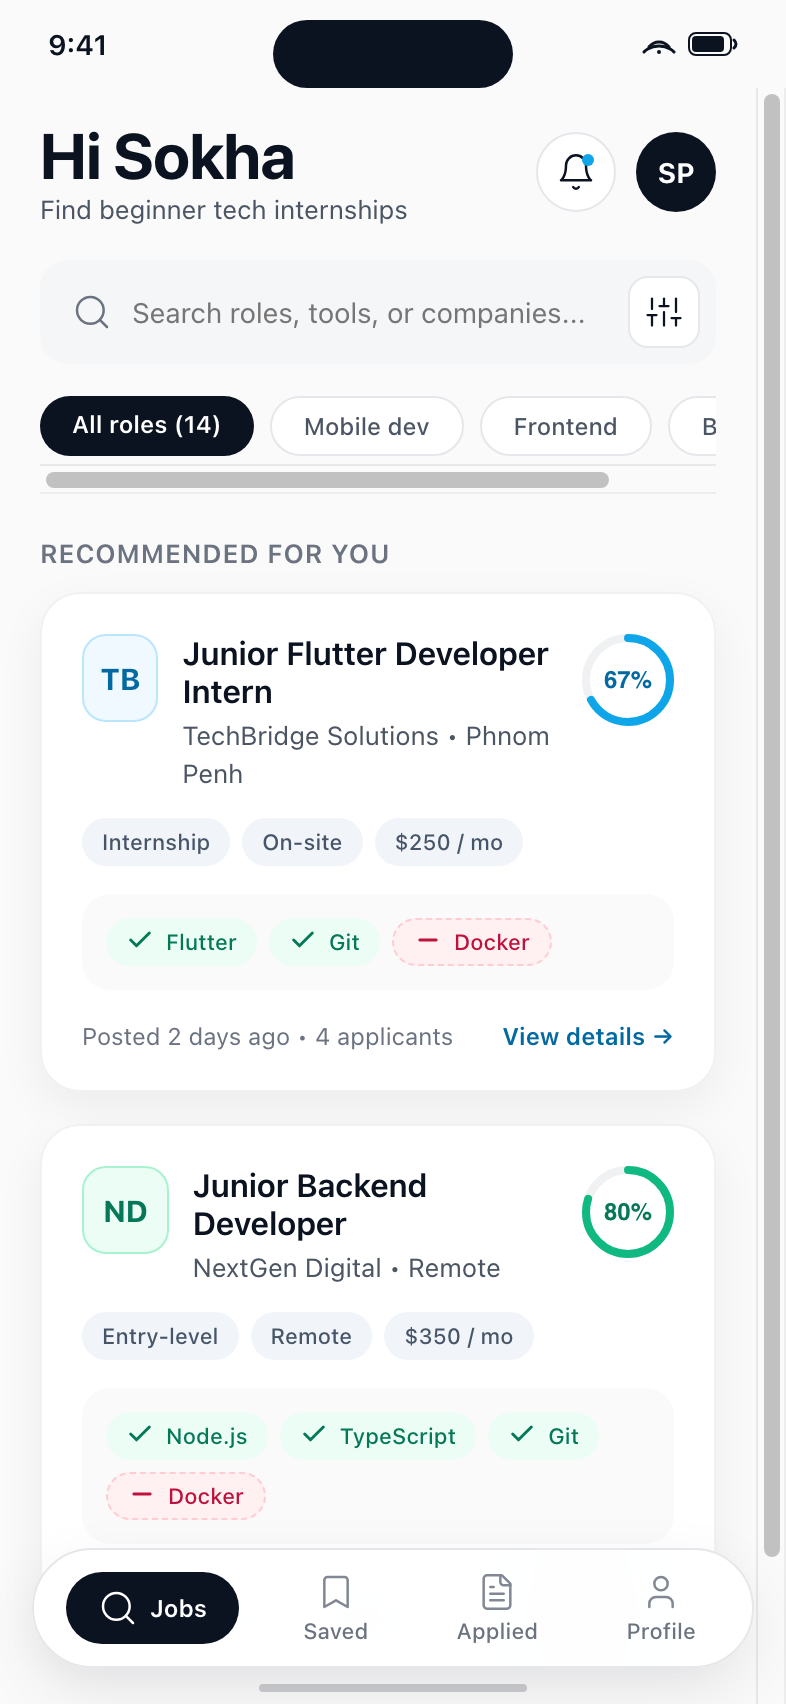 9:41
Hi Sokha
Find beginner tech internships
SP
Search roles, tools, or companies...
All roles (14)
Mobile dev
Frontend
B
RECOMMENDED FOR YOU
TB
Junior Flutter Developer
Intern
TechBridge Solutions • Phnom
Penh
67%
Internship
On-site
$250 / mo
Flutter
Git
Docker
Posted 2 days ago • 4 applicants
View details →
ND
Junior Backend
Developer
NextGen Digital • Remote
80%
Entry-level
Remote
$350 / mo
Node.js
TypeScript
Git
Docker
Jobs
Saved
Applied
Profile